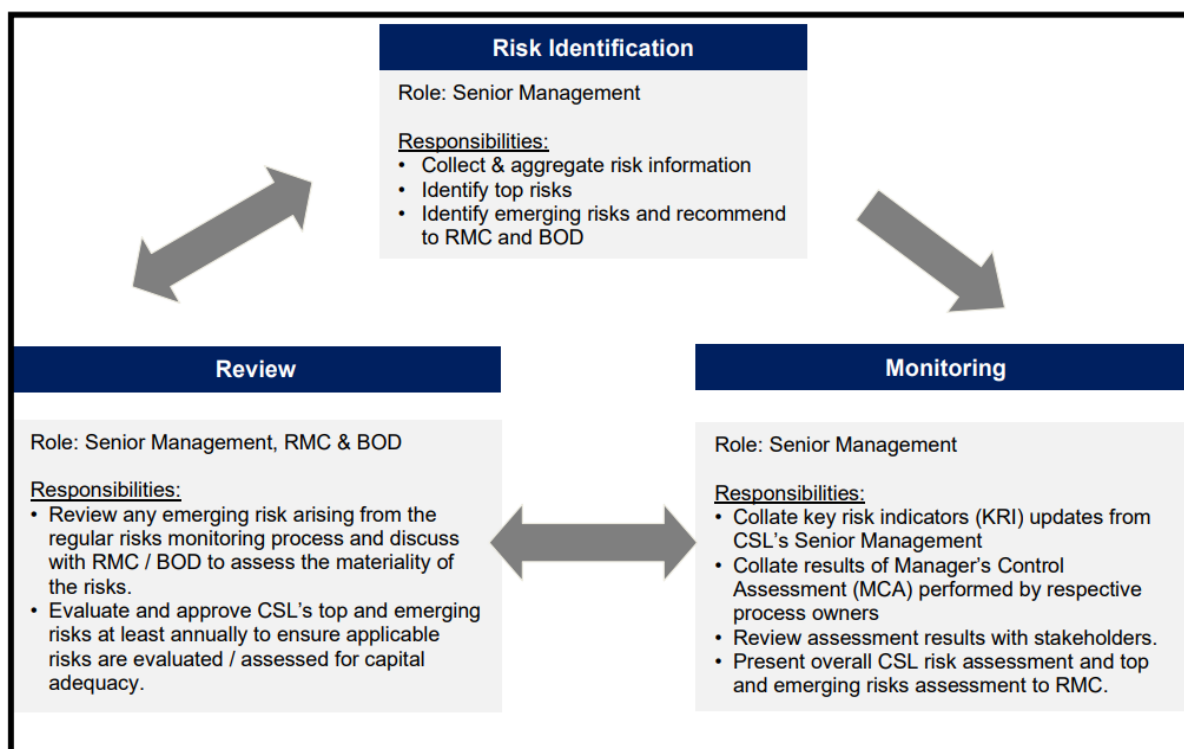 Risk Identification
Role: Senior Management
Responsibilities:
• Collect & aggregate risk information
• Identify top risks
• Identify emerging risks and recommend
to RMC and BOD
Review
Role: Senior Management, RMC & BOD
Responsibilities:
• Review any emerging risk arising from the
regular risks monitoring process and discuss
with RMC / BOD to assess the materiality of
the risks.
• Evaluate and approve CSL’s top and emerging
risks at least annually to ensure applicable
risks are evaluated / assessed for capital
adequacy.
Monitoring
Role: Senior Management
Responsibilities:
• Collate key risk indicators (KRI) updates from
CSL’s Senior Management
• Collate results of Manager’s Control
Assessment (MCA) performed by respective
process owners
• Review assessment results with stakeholders.
• Present overall CSL risk assessment and top
and emerging risks assessment to RMC.